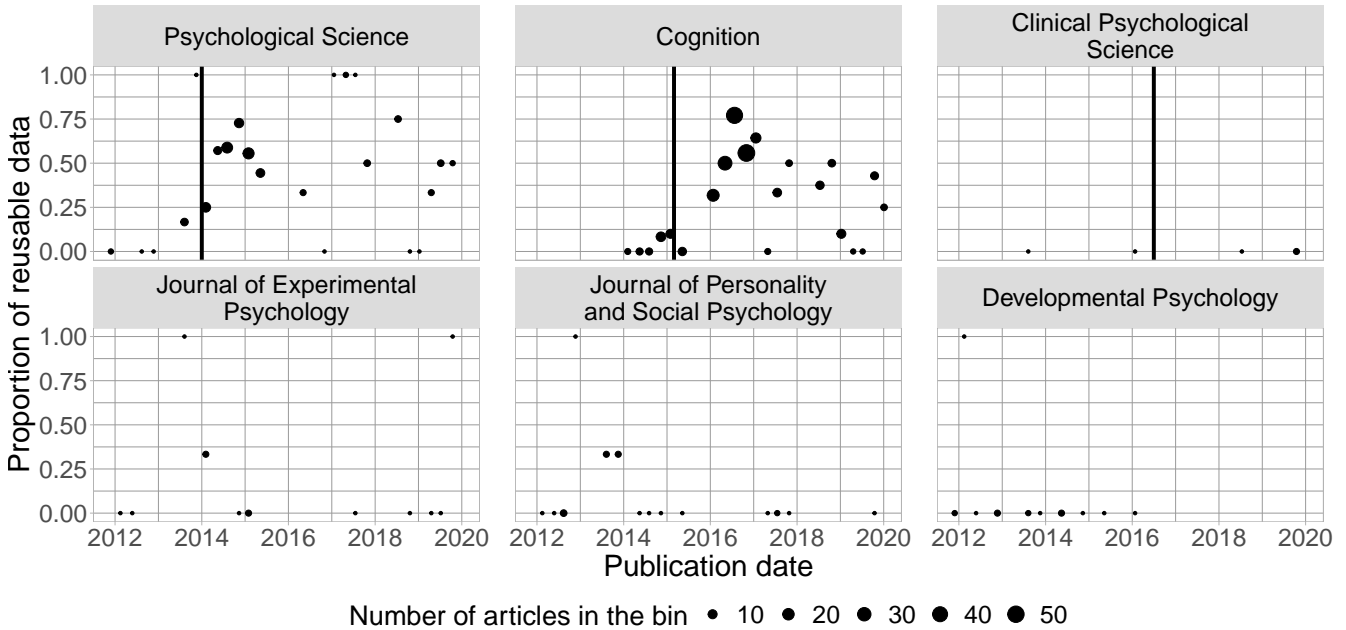 Psychological Science
Cognition
Clinical Psychological
Science
1.00
0.75
0.50
0.25
0.00
Journal of Experimental
Psychology
Journal of Personality
and Social Psychology
Developmental Psychology
1.00
0.75
0.50
0.25
0.00
2012 2014 2016 2018 2020
2012 2014 2016 2018 2020
2012 2014 2016 2018 2020
Proportion of reusable data
Publication date
Number of articles in the bin 10 20 30 40 50